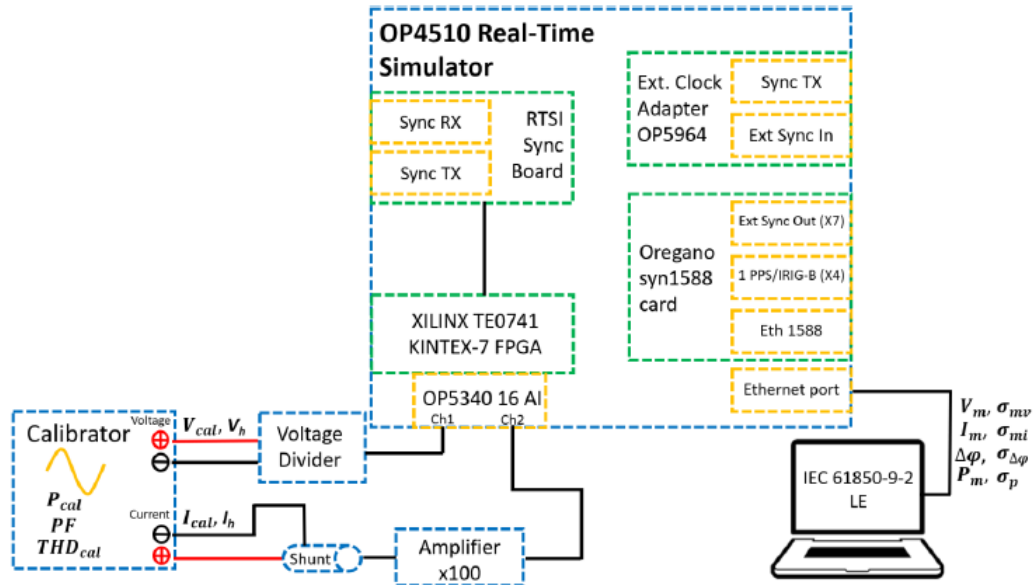 OP4510 Real-Time
Simulator
Sync RX
Sync TX
RTSI
Sync
Board
Ext. Clock
Adapter
OP5964
Sync TX
Ext Sync In
Oregano
syn1588
card
Ext Sync Out (X7)
1 PPS/IRIG-B (X4)
Eth 1588
XILINX TE0741
KINTEX-7 FPGA
OP5340 16 AI
Ch1
Ch2
Ethernet port
Calibrator
Voltage
P_cal
PF
THD_cal
Current
V_cal, V_h
I_cal, I_h
Voltage
Divider
Shunt
Amplifier
x100
V_m, σ_mv
I_m, σ_mi
Δφ, σ_Δφ
P_m, σ_p
IEC 61850-9-2
LE